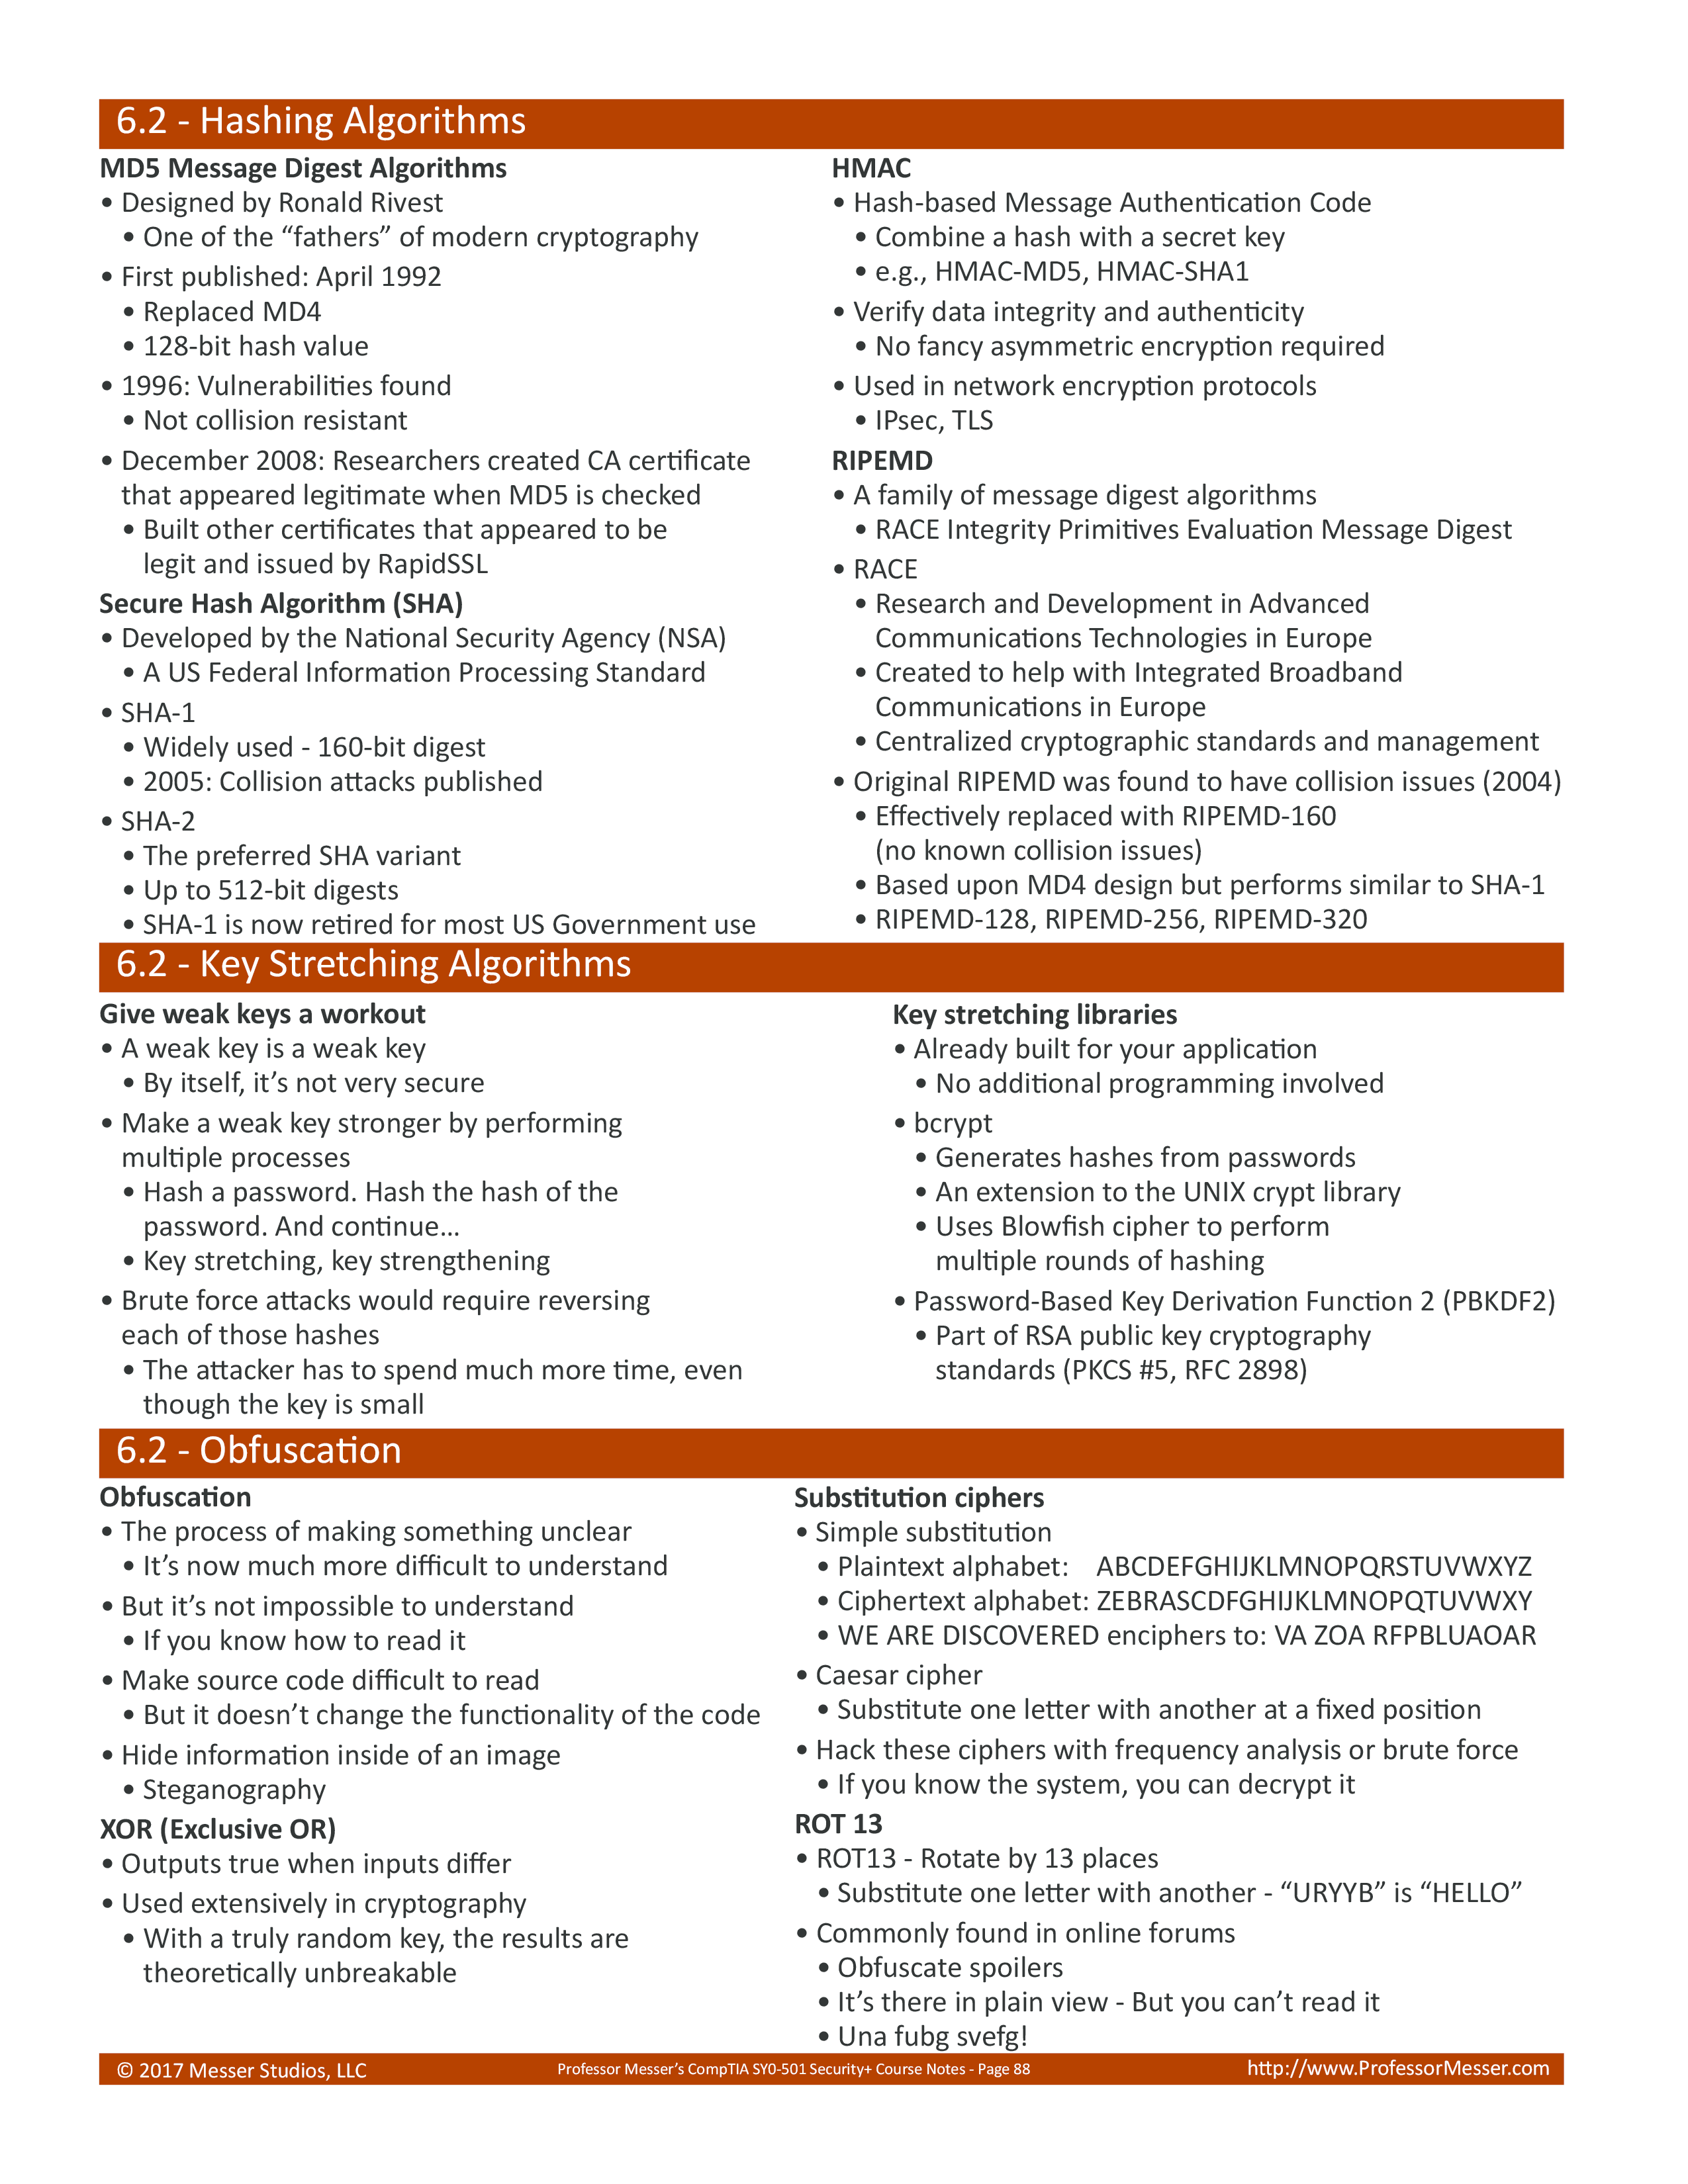 6.2 - Hashing Algorithms
MD5 Message Digest Algorithms
• Designed by Ronald Rivest
• One of the “fathers” of modern cryptography
• First published: April 1992
• Replaced MD4
• 128-bit hash value
• 1996: Vulnerabilities found
• Not collision resistant
• December 2008: Researchers created CA certificate
that appeared legitimate when MD5 is checked
• Built other certificates that appeared to be
legit and issued by RapidSSL
Secure Hash Algorithm (SHA)
• Developed by the National Security Agency (NSA)
• A US Federal Information Processing Standard
• SHA-1
• Widely used - 160-bit digest
• 2005: Collision attacks published
• SHA-2
• The preferred SHA variant
• Up to 512-bit digests
• SHA-1 is now retired for most US Government use
HMAC
• Hash-based Message Authentication Code
• Combine a hash with a secret key
• e.g., HMAC-MD5, HMAC-SHA1
• Verify data integrity and authenticity
• No fancy asymmetric encryption required
• Used in network encryption protocols
• IPsec, TLS
RIPEMD
• A family of message digest algorithms
• RACE Integrity Primitives Evaluation Message Digest
• RACE
• Research and Development in Advanced
Communications Technologies in Europe
• Created to help with Integrated Broadband
Communications in Europe
• Centralized cryptographic standards and management
• Original RIPEMD was found to have collision issues (2004)
• Effectively replaced with RIPEMD-160
(no known collision issues)
• Based upon MD4 design but performs similar to SHA-1
• RIPEMD-128, RIPEMD-256, RIPEMD-320
6.2 - Key Stretching Algorithms
Give weak keys a workout
• A weak key is a weak key
• By itself, it’s not very secure
• Make a weak key stronger by performing
multiple processes
• Hash a password. Hash the hash of the
password. And continue…
• Key stretching, key strengthening
• Brute force attacks would require reversing
each of those hashes
• The attacker has to spend much more time, even
though the key is small
Key stretching libraries
• Already built for your application
• No additional programming involved
• bcrypt
• Generates hashes from passwords
• An extension to the UNIX crypt library
• Uses Blowfish cipher to perform
multiple rounds of hashing
• Password-Based Key Derivation Function 2 (PBKDF2)
• Part of RSA public key cryptography
standards (PKCS #5, RFC 2898)
6.2 - Obfuscation
Obfuscation
• The process of making something unclear
• It’s now much more difficult to understand
• But it’s not impossible to understand
• If you know how to read it
• Make source code difficult to read
• But it doesn’t change the functionality of the code
• Hide information inside of an image
• Steganography
XOR (Exclusive OR)
• Outputs true when inputs differ
• Used extensively in cryptography
• With a truly random key, the results are
theoretically unbreakable
Substitution ciphers
• Simple substitution
• Plaintext alphabet: ABCDEFGHIJKLMNOPQRSTUVWXYZ
• Ciphertext alphabet: ZEBRASCDFGHIJKLMNOPQTUVWXY
• WE ARE DISCOVERED enciphers to: VA ZOA RFPBLUAOAR
• Caesar cipher
• Substitute one letter with another at a fixed position
• Hack these ciphers with frequency analysis or brute force
• If you know the system, you can decrypt it
ROT 13
• ROT13 - Rotate by 13 places
• Substitute one letter with another - “URYYB” is “HELLO”
• Commonly found in online forums
• Obfuscate spoilers
• It’s there in plain view - But you can’t read it
• Una fubg svefg!
© 2017 Messer Studios, LLC
Professor Messer’s CompTIA SY0-501 Security+ Course Notes - Page 88
http://www.ProfessorMesser.com